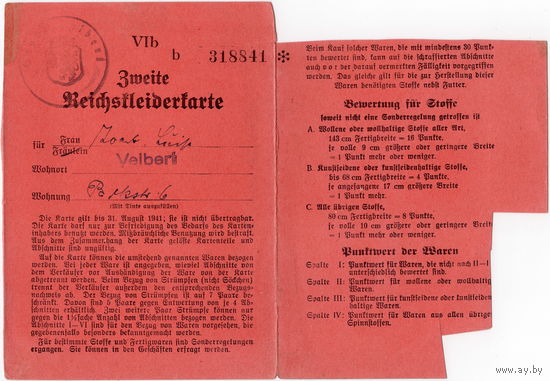 VIb
b 318841 ✻
Zweite
Reichskleiderkarte
für Frau
Fräulein
Wohnort Velbert
Wohnung
(Mit Tinte ausfüllen)
Die Karte gilt bis 31. August 1941; sie ist nicht übertragbar.
Die Karte darf nur zur Befriedigung des Bedarfs des Karten-
inhabers benutzt werden. Mißbräuchliche Benutzung wird bestraft.
Aus dem Zusammenhang der Karte gelöste Kartenteile und
Abschnitte sind ungültig.
Auf die Karte können die umstehend genannten Waren bezogen
werden. Bei jeder Ware ist angegeben, wieviel Abschnitte von
dem Verkäufer vor Aushändigung der Ware von der Karte
abgetrennt werden. Beim Bezug von Strümpfen (nicht Söckchen)
trennt der Verkäufer außerdem den entsprechenden Bezug-
nachweis ab. Der Bezug von Strümpfen ist auf 7 Paar be-
schränkt. Davon sind 5 Paare gegen Entwertung von je 4 Ab-
schnitten erhältlich. Zwei weitere Paar Strümpfe können nur
gegen die 1½fache Anzahl von Abschnitten bezogen werden. Die
Abschnitte I—VI sind für den Bezug von Waren vorgesehen, die
gegebenenfalls besonders bekanntgemacht werden.
Für bestimmte Stoffe und Fertigwaren sind Sonderregelungen
ergangen. Sie können in den Geschäften erfragt werden.
Beim Kauf solcher Waren, die mit mindestens 30 Punk-
ten bewertet sind, kann auf die schraffierten Abschnitte
auch vor der darauf vermerkten Fälligkeit vorgegriffen
werden. Das gleiche gilt für die zur Herstellung dieser
Waren benötigten Stoffe nebst Futter.
Bewertung für Stoffe
soweit nicht eine Sonderregelung getroffen ist
A. Wollene oder wollhaltige Stoffe aller Art,
143 cm Fertigbreite = 16 Punkte,
je volle 9 cm größere oder geringere Breite
= 1 Punkt mehr oder weniger.
B. Kunstseidene oder kunstseidenhaltige Stoffe,
bis 68 cm Fertigbreite = 4 Punkte,
je angefangene 17 cm größere Breite
= 1 Punkt mehr.
C. Alle übrigen Stoffe,
80 cm Fertigbreite = 8 Punkte,
je volle 10 cm größere oder geringere Breite
= 1 Punkt mehr oder weniger.
Punktwert der Waren
Spalte I: Punktwert für Waren, die nicht nach II—I
unterschiedlich bewertet sind.
Spalte II: Punktwert für wollene oder wollhaltig
Waren.
Spalte III: Punktwert für kunstseidene oder kunstseiden
haltige Waren.
Spalte IV: Punktwert für Waren aus allen übrige
Spinnstoffen.
www.ay.by